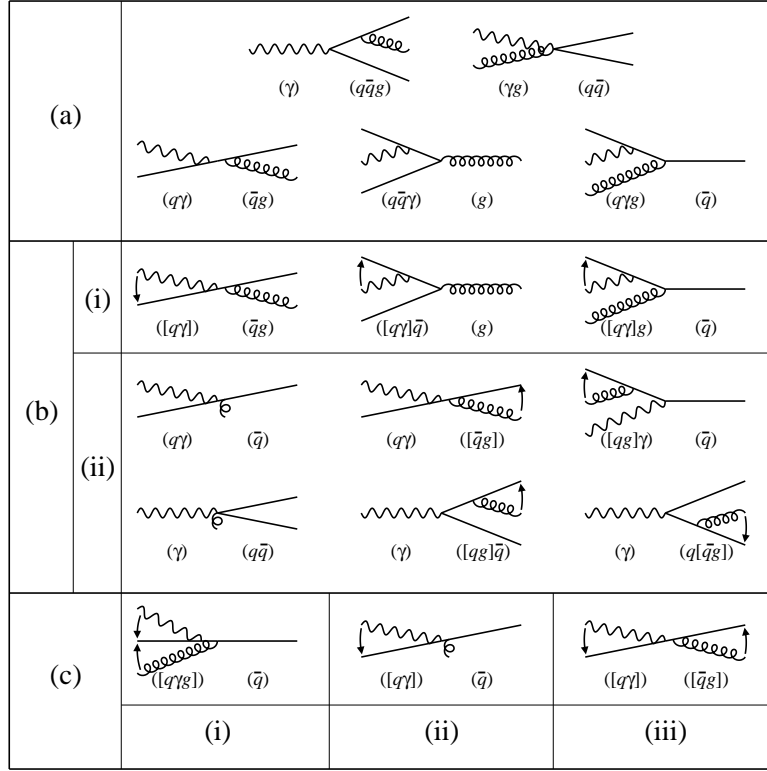 (γ) (qq̄g) (γg) (qq̄)
(a)
(qγ) (q̄g) (qq̄γ) (g) (qγg) (q̄)
(i)
([qγ]) (q̄g) ([qγ]q̄) (g) ([qγ]g) (q̄)
(b)
(qγ) (q̄) (qγ) ([q̄g]) ([qg]γ) (q̄)
(ii)
(γ) (qq̄) (γ) ([qg]q̄) (γ) (q[q̄g])
(c)
([qγg]) (q̄) ([qγ]) (q̄) ([qγ]) ([q̄g])
(i) (ii) (iii)